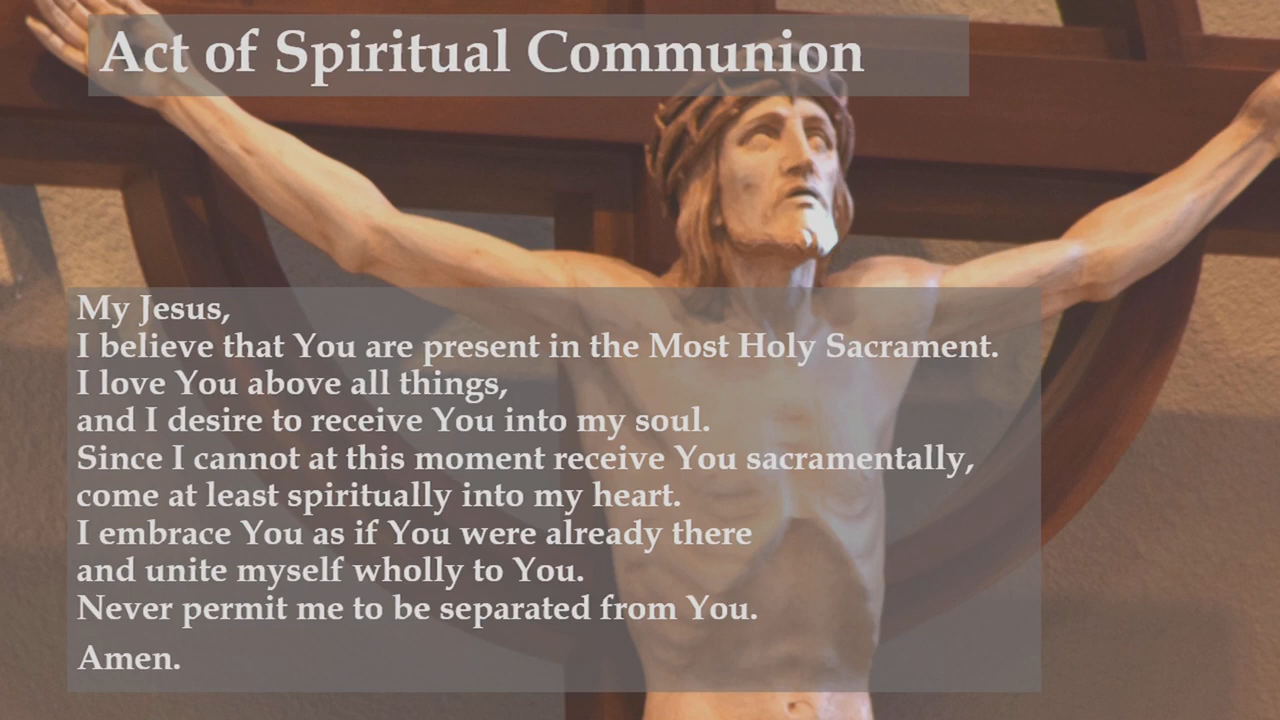 Act of Spiritual Communion
My Jesus,
I believe that You are present in the Most Holy Sacrament.
I love You above all things,
and I desire to receive You into my soul.
Since I cannot at this moment receive You sacramentally,
come at least spiritually into my heart.
I embrace You as if You were already there
and unite myself wholly to You.
Never permit me to be separated from You.
Amen.